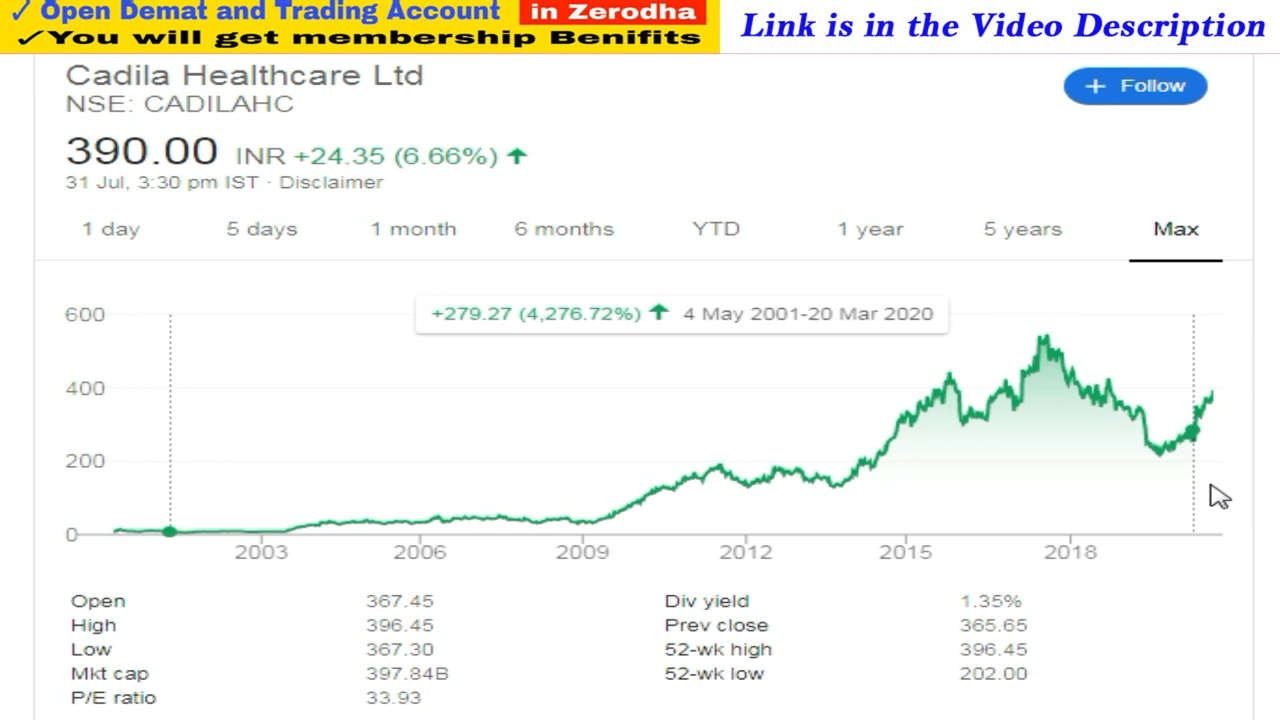 ✓ Open Demat and Trading Account in Zerodha
✓You will get membership Benifits
Link is in the Video Description
Cadila Healthcare Ltd
NSE: CADILAHC
+ Follow
390.00 INR +24.35 (6.66%) ↑
31 Jul, 3:30 pm IST · Disclaimer
1 day 5 days 1 month 6 months YTD 1 year 5 years Max
+279.27 (4,276.72%) ↑ 4 May 2001-20 Mar 2020
600
400
200
0
2003 2006 2009 2012 2015 2018
Open 367.45 Div yield 1.35%
High 396.45 Prev close 365.65
Low 367.30 52-wk high 396.45
Mkt cap 397.84B 52-wk low 202.00
P/E ratio 33.93